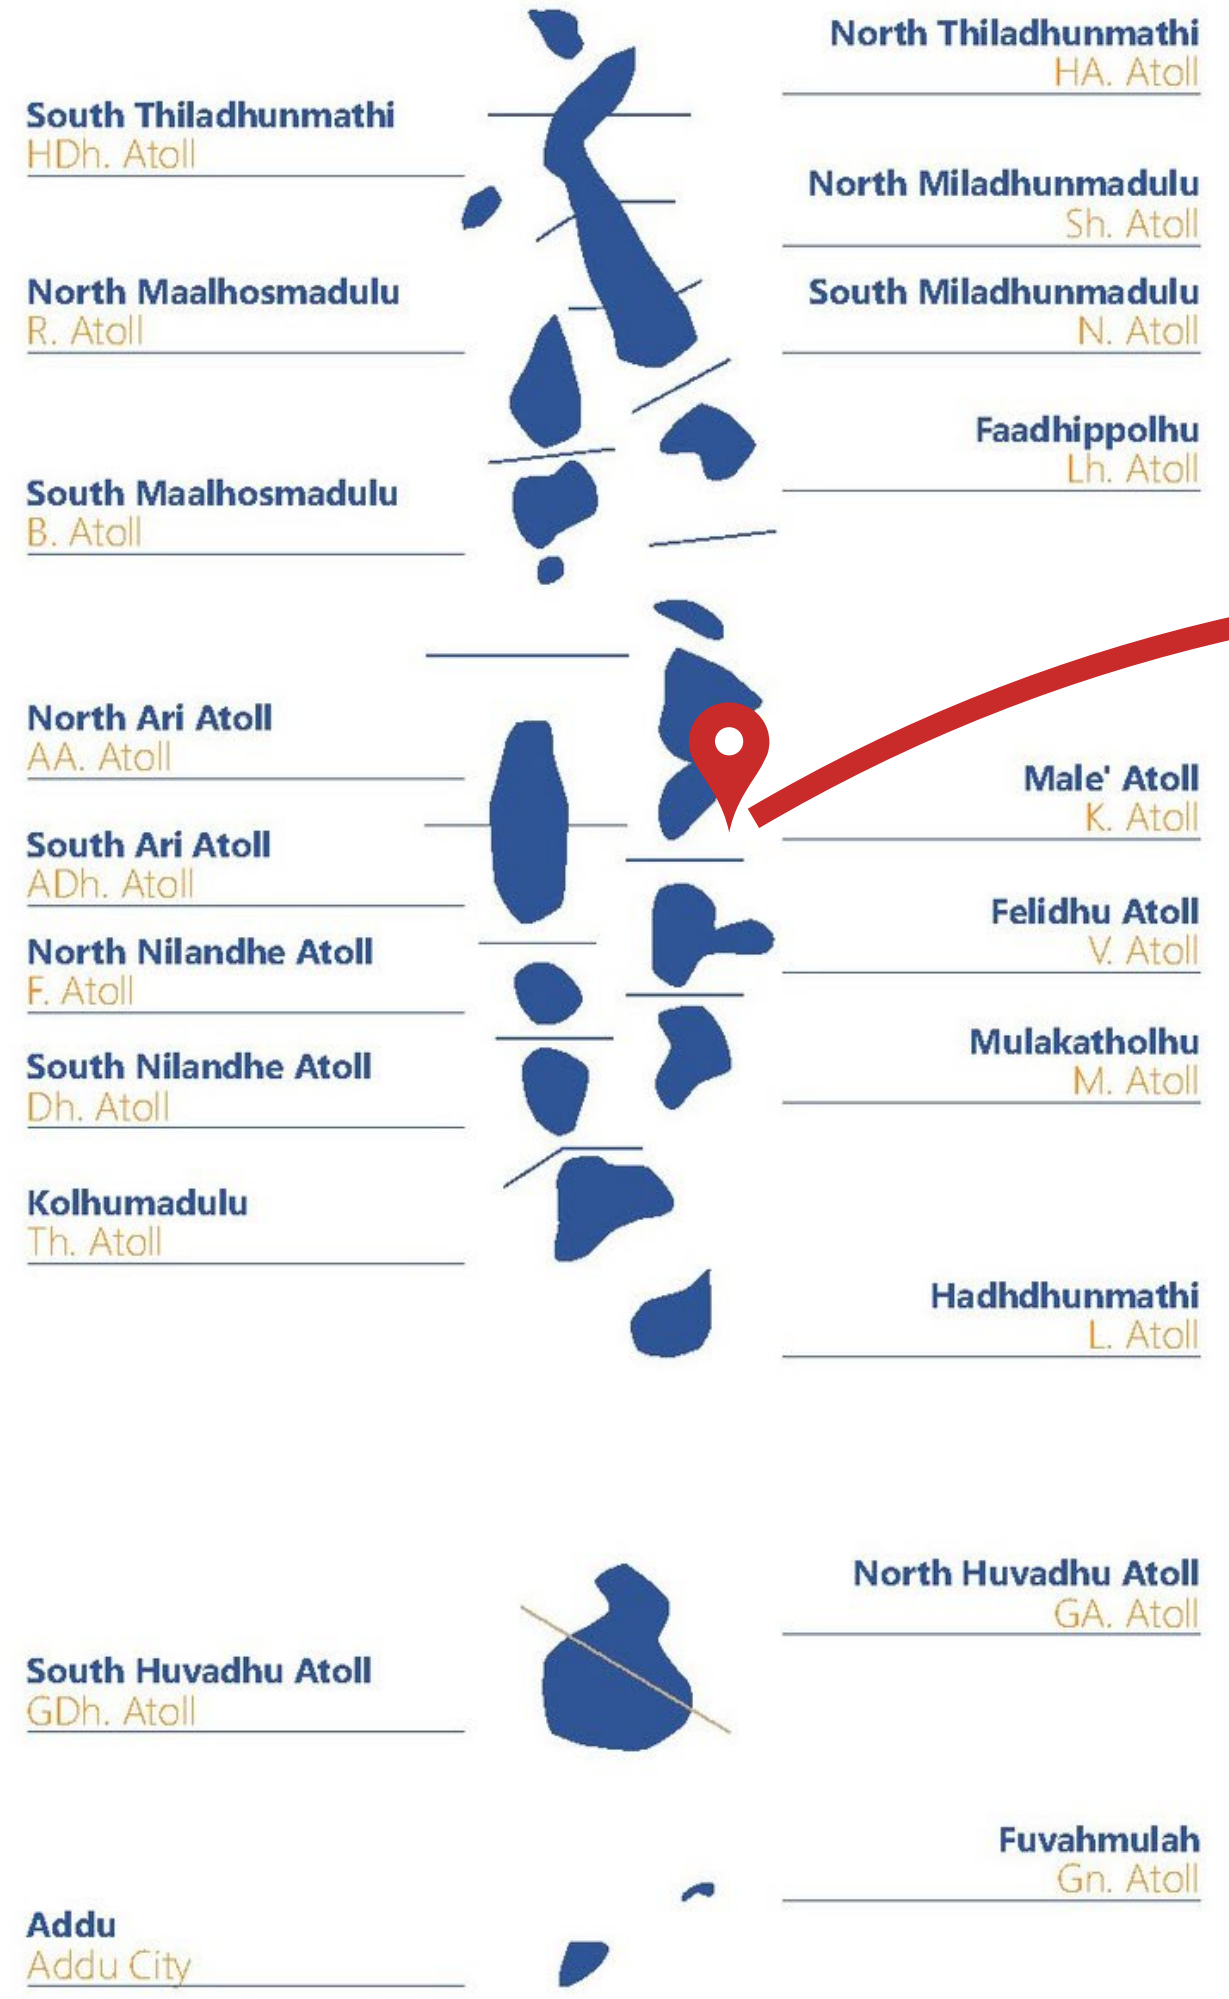 North Thiladhunmathi
HA. Atoll
South Thiladhunmathi
HDh. Atoll
North Miladhunmadulu
Sh. Atoll
North Maalhosmadulu
R. Atoll
South Miladhunmadulu
N. Atoll
Faadhippolhu
Lh. Atoll
South Maalhosmadulu
B. Atoll
North Ari Atoll
AA. Atoll
Male' Atoll
K. Atoll
South Ari Atoll
ADh. Atoll
Felidhu Atoll
V. Atoll
North Nilandhe Atoll
F. Atoll
Mulakatholhu
M. Atoll
South Nilandhe Atoll
Dh. Atoll
Kolhumadulu
Th. Atoll
Hadhdhunmathi
L. Atoll
North Huvadhu Atoll
GA. Atoll
South Huvadhu Atoll
GDh. Atoll
Fuvahmulah
Gn. Atoll
Addu
Addu City